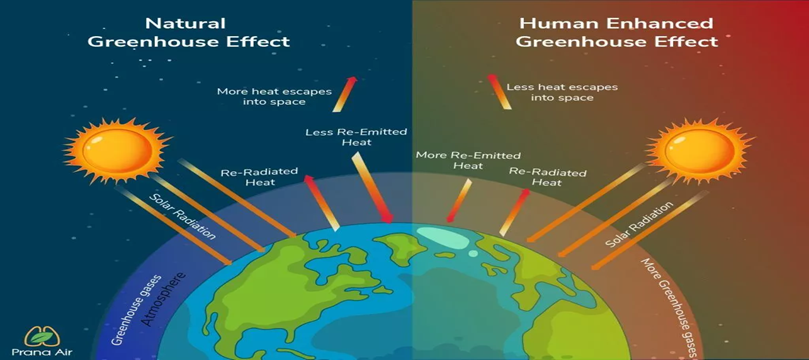 Natural
Greenhouse Effect
More heat escapes
into space
Less Re-Emitted
Heat
Re-Radiated
Heat
Solar Radiation
Greenhouse gases
Atmosphere
Prana Air
Human Enhanced
Greenhouse Effect
Less heat escapes
into space
More Re-Emitted
Heat
Re-Radiated
Heat
Solar Radiation
More Greenhouse gases